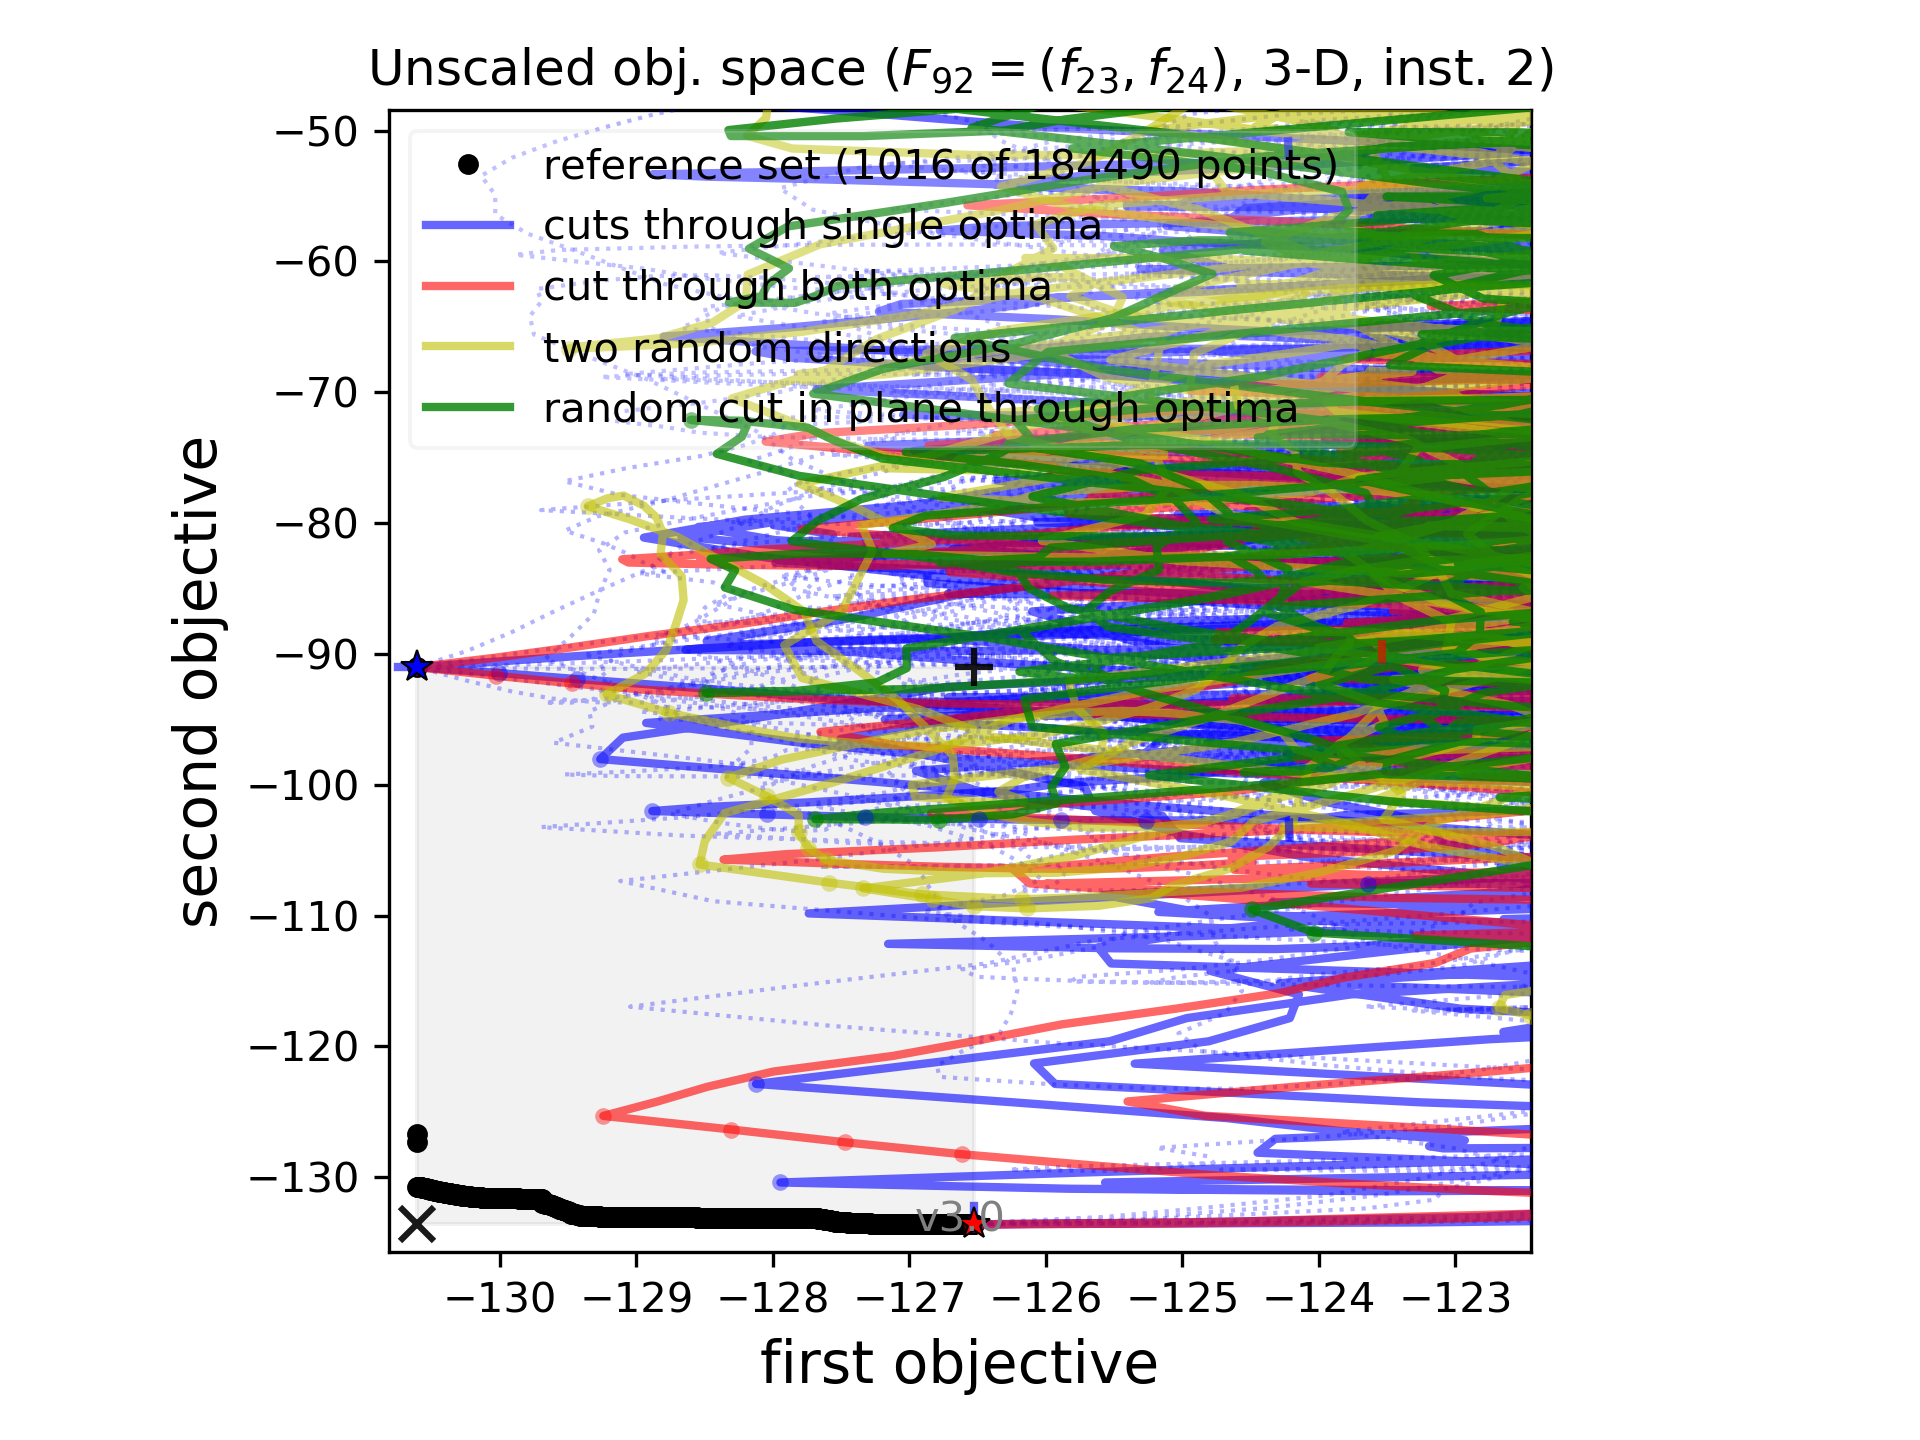 Unscaled obj. space (F92 = (f23, f24), 3-D, inst. 2)
reference set (1016 of 184490 points)
cuts through single optima
cut through both optima
two random directions
random cut in plane through optima
−50
−60
−70
−80
−90
−100
−110
−120
−130
second objective
v3.0
−130 −129 −128 −127 −126 −125 −124 −123
first objective